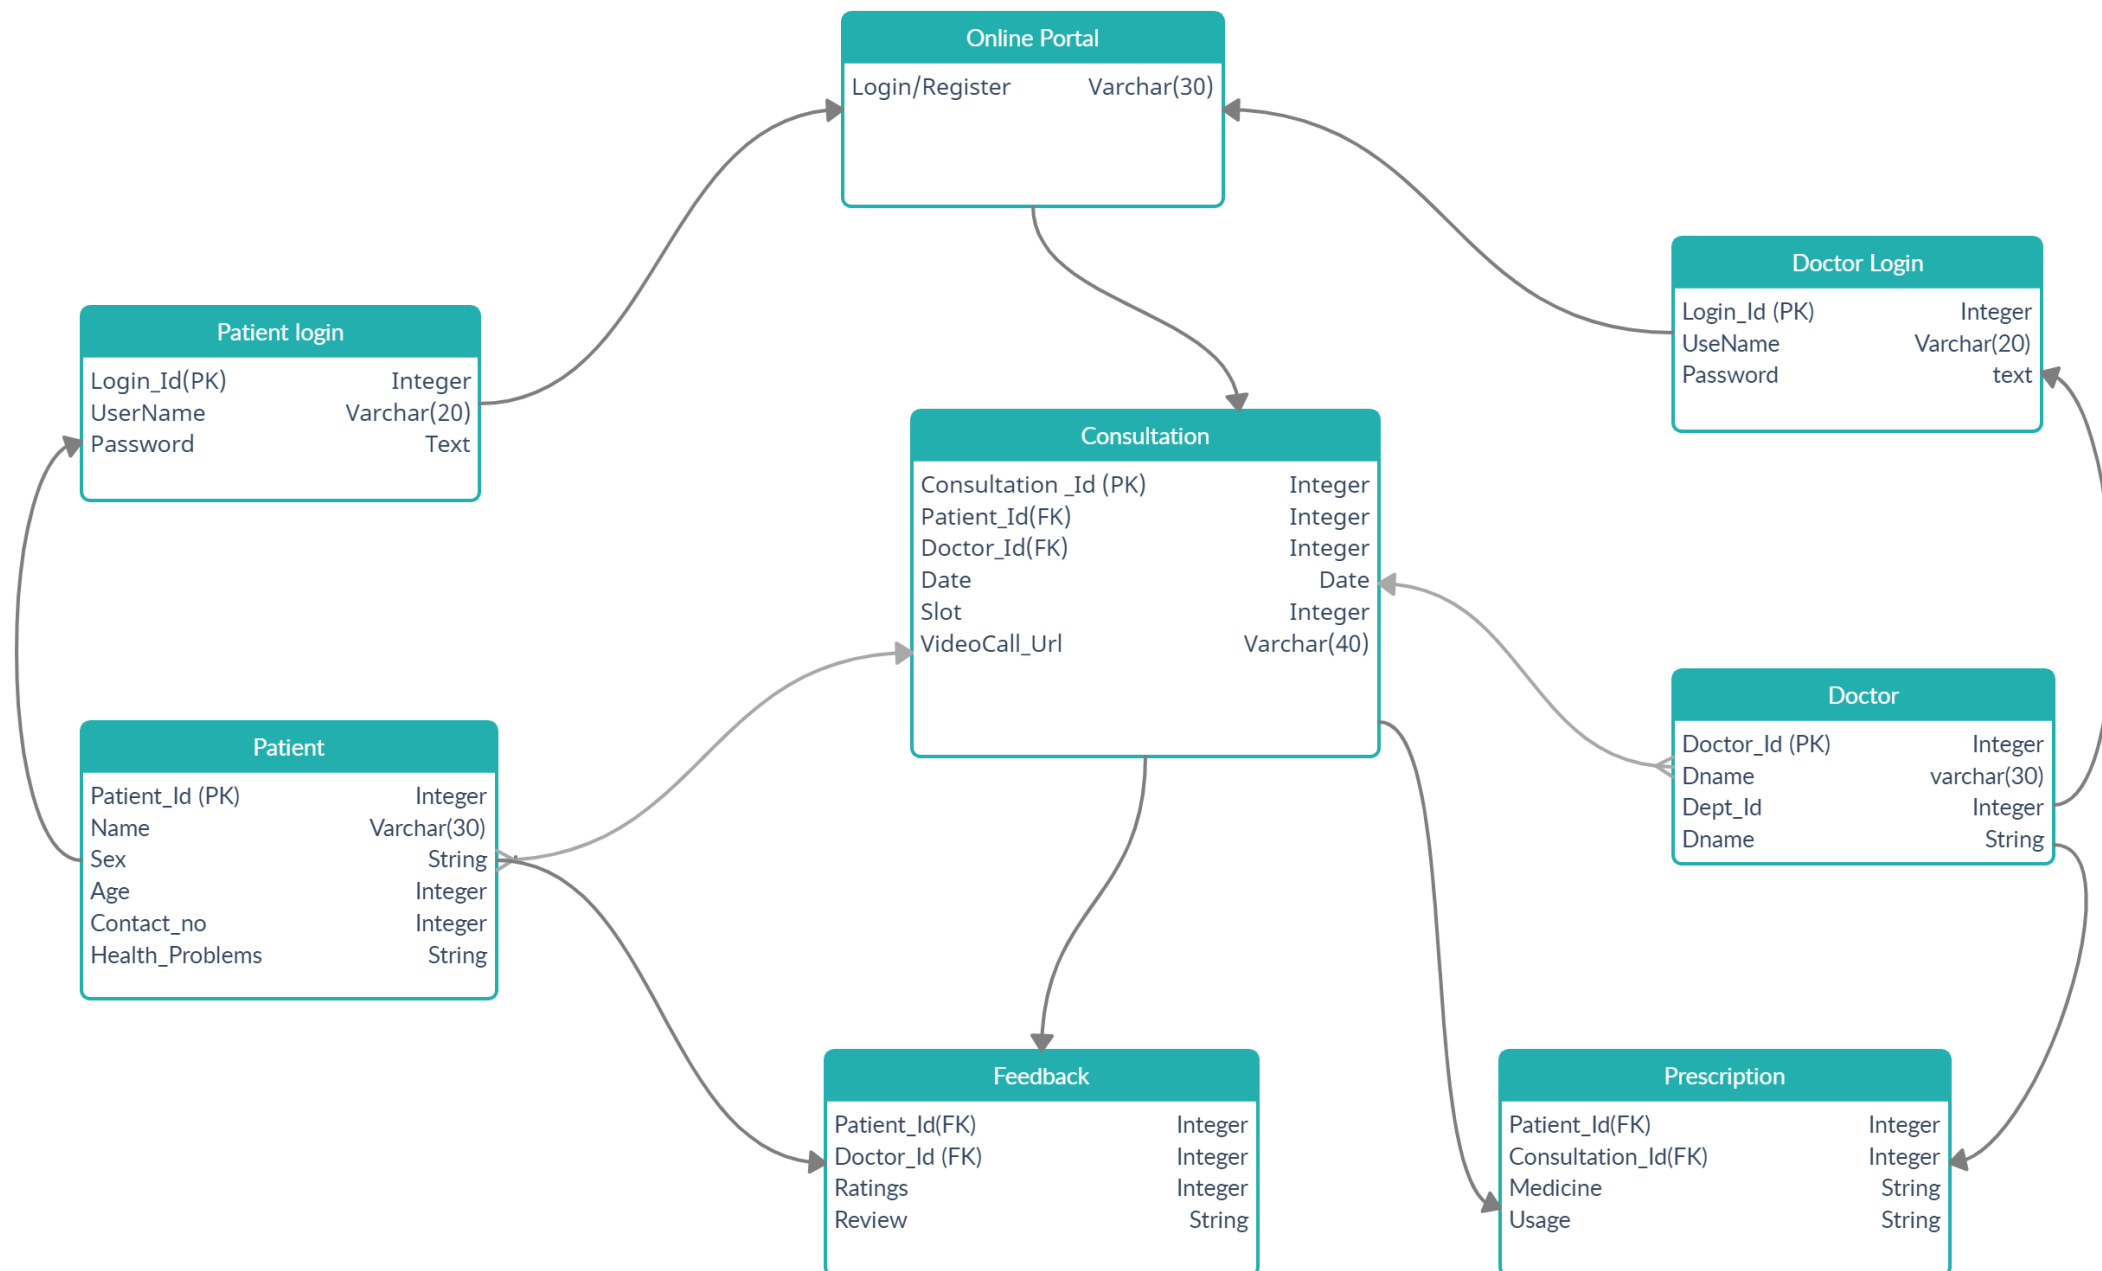 Online Portal
Login/Register Varchar(30)
Doctor Login
Login_Id (PK) Integer
UseName Varchar(20)
Password text
Patient login
Login_Id(PK) Integer
UserName Varchar(20)
Password Text
Consultation
Consultation _Id (PK) Integer
Patient_Id(FK) Integer
Doctor_Id(FK) Integer
Date Date
Slot Integer
VideoCall_Url Varchar(40)
Doctor
Doctor_Id (PK) Integer
Dname varchar(30)
Dept_Id Integer
Dname String
Patient
Patient_Id (PK) Integer
Name Varchar(30)
Sex String
Age Integer
Contact_no Integer
Health_Problems String
Feedback
Patient_Id(FK) Integer
Doctor_Id (FK) Integer
Ratings Integer
Review String
Prescription
Patient_Id(FK) Integer
Consultation_Id(FK) Integer
Medicine String
Usage String